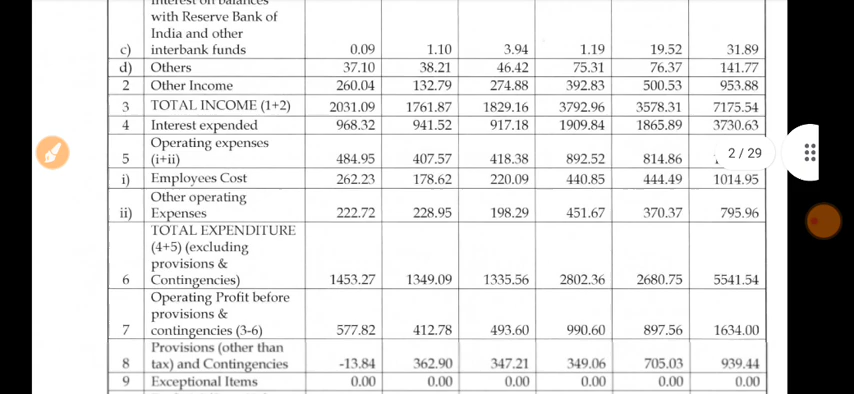 Interest on balances
with Reserve Bank of
India and other
c) interbank funds 0.09 1.10 3.94 1.19 19.52 31.89
d) Others 37.10 38.21 46.42 75.31 76.37 141.77
2 Other Income 260.04 132.79 274.88 392.83 500.53 953.88
3 TOTAL INCOME (1+2) 2031.09 1761.87 1829.16 3792.96 3578.31 7175.54
4 Interest expended 968.32 941.52 917.18 1909.84 1865.89 3730.63
Operating expenses
5 (i+ii) 484.95 407.57 418.38 892.52 814.86
2 / 29
i) Employees Cost 262.23 178.62 220.09 440.85 444.49 1014.95
Other operating
ii) Expenses 222.72 228.95 198.29 451.67 370.37 795.96
TOTAL EXPENDITURE
(4+5) (excluding
provisions &
6 Contingencies) 1453.27 1349.09 1335.56 2802.36 2680.75 5541.54
Operating Profit before
provisions &
7 contingencies (3-6) 577.82 412.78 493.60 990.60 897.56 1634.00
Provisions (other than
8 tax) and Contingencies -13.84 362.90 347.21 349.06 705.03 939.44
9 Exceptional Items 0.00 0.00 0.00 0.00 0.00 0.00